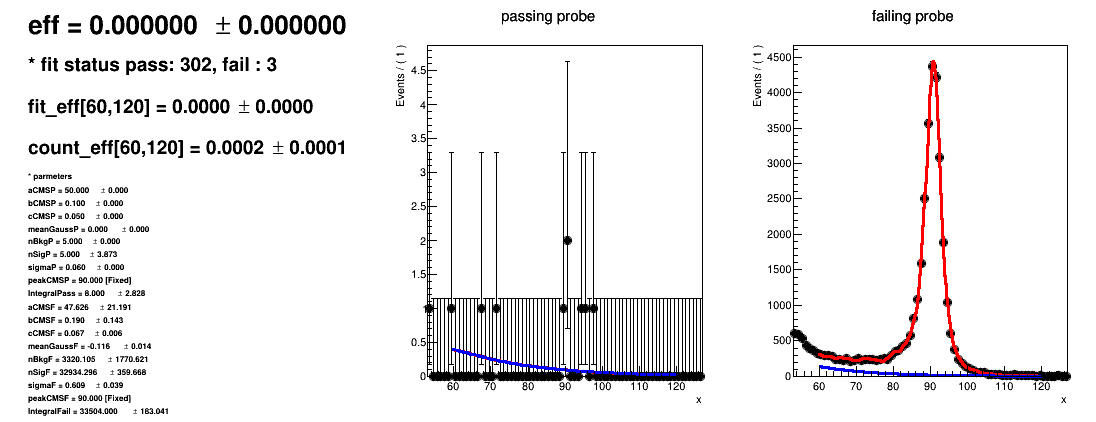 eff = 0.000000 ± 0.000000
* fit status pass: 302, fail : 3
fit_eff[60,120] = 0.0000 ± 0.0000
count_eff[60,120] = 0.0002 ± 0.0001
* parmeters
aCMSP = 50.000 ± 0.000
bCMSP = 0.100 ± 0.000
cCMSP = 0.050 ± 0.000
meanGaussP = 0.000 ± 0.000
nBkgP = 5.000 ± 0.000
nSigP = 5.000 ± 3.873
sigmaP = 0.060 ± 0.000
peakCMSP = 90.000 [Fixed]
IntegralPass = 8.000 ± 2.828
aCMSF = 47.626 ± 21.191
bCMSF = 0.190 ± 0.143
cCMSF = 0.067 ± 0.006
meanGaussF = -0.116 ± 0.014
nBkgF = 3320.105 ± 1770.621
nSigF = 32934.296 ± 359.668
sigmaF = 0.609 ± 0.039
peakCMSF = 90.000 [Fixed]
IntegralFail = 33504.000 ± 183.041
passing probe
Events / ( 1 )
4.5
4
3.5
3
2.5
2
1.5
1
0.5
0
60 70 80 90 100 110 120
x
failing probe
Events / ( 1 )
4500
4000
3500
3000
2500
2000
1500
1000
500
0
60 70 80 90 100 110 120
x